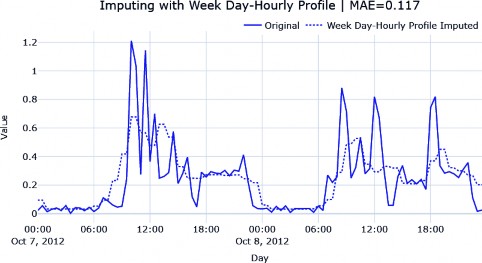 Imputing with Week Day-Hourly Profile | MAE=0.117
Original
Week Day-Hourly Profile Imputed
1.2
1
0.8
0.6
0.4
0.2
0
Value
00:00 06:00 12:00 18:00 00:00 06:00 12:00 18:00
Oct 7, 2012 Oct 8, 2012
Day